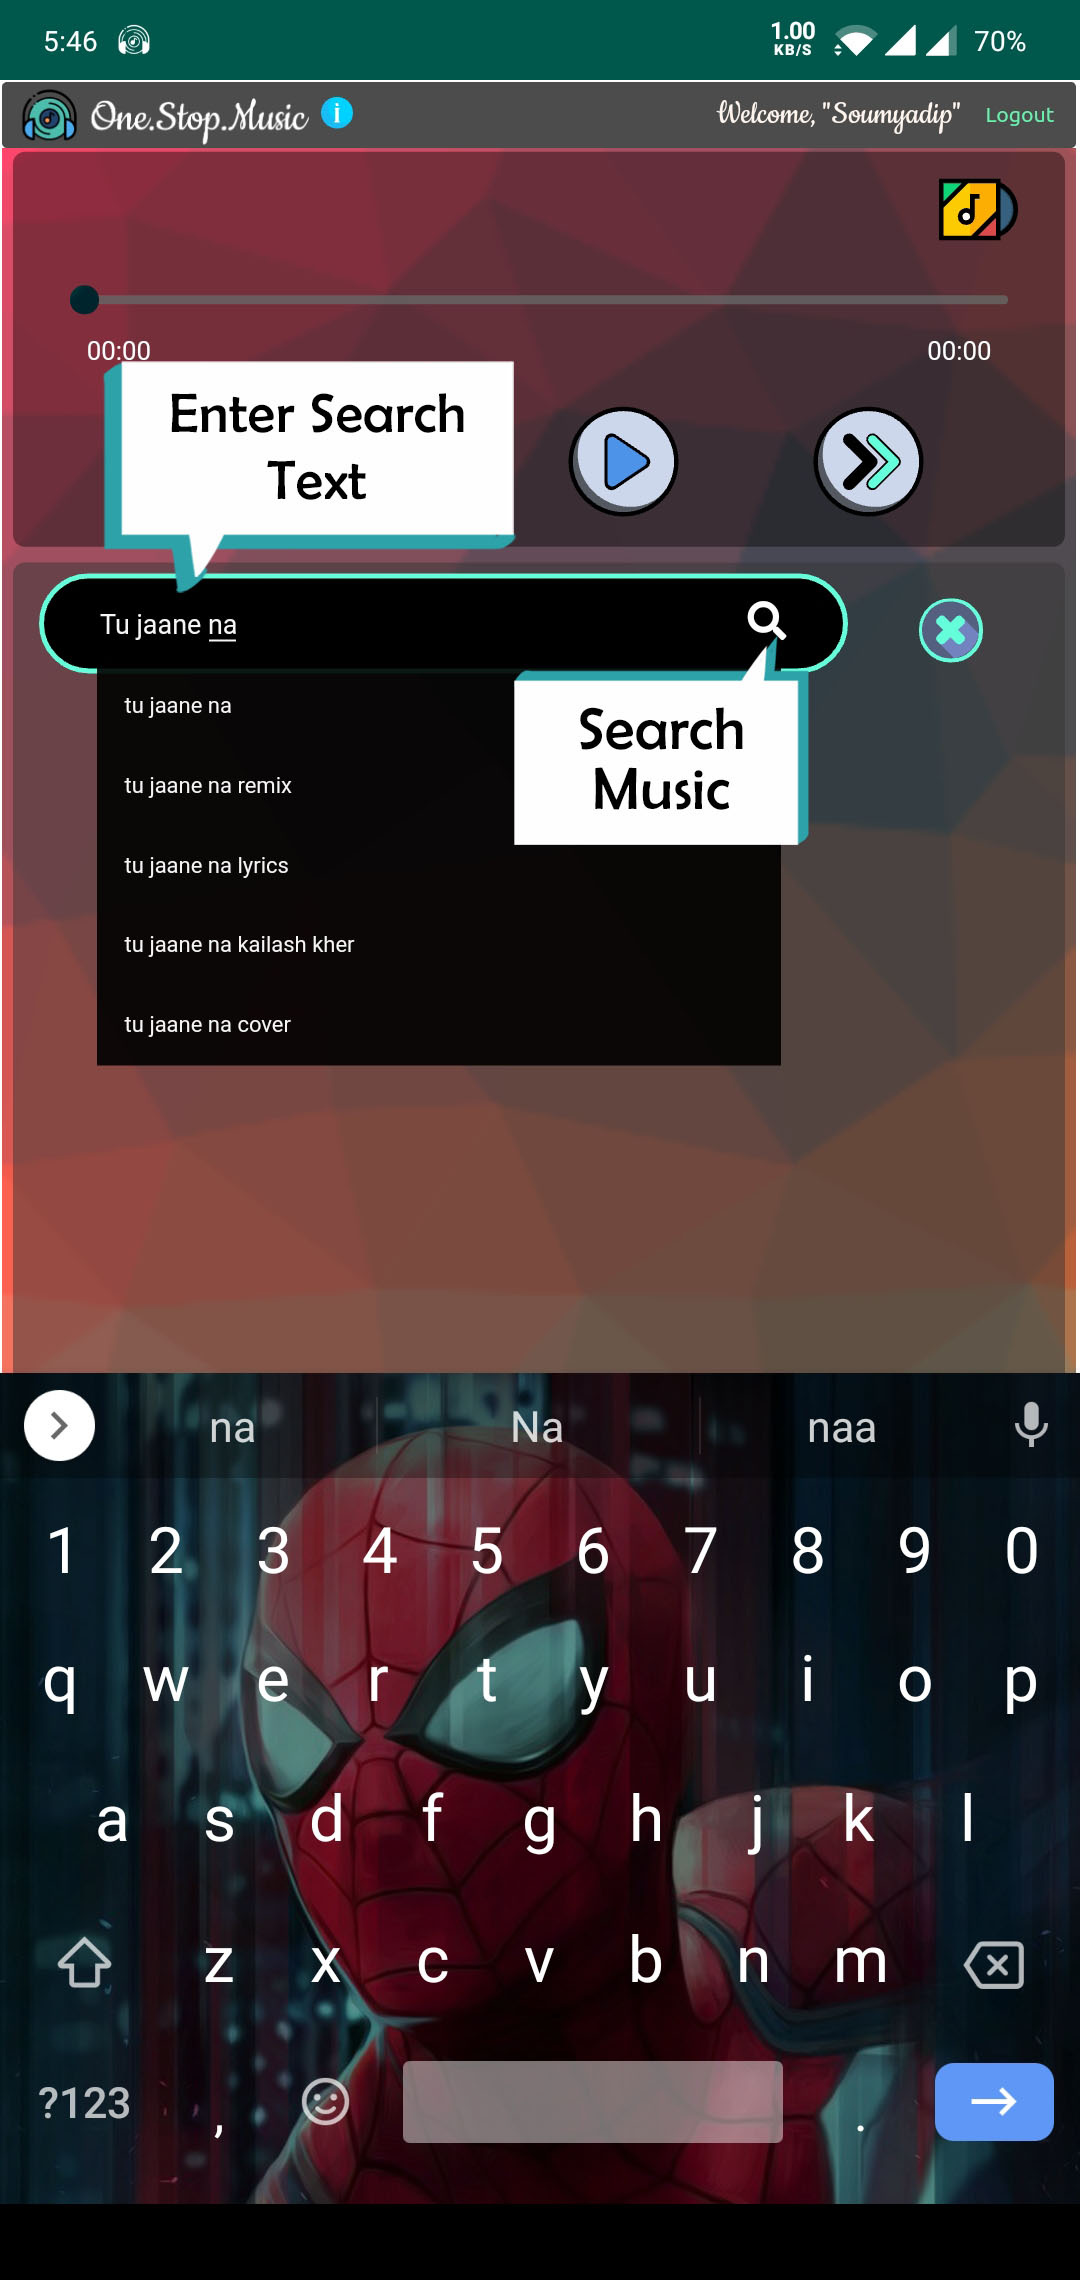 5:46
1.00
KB/S
70%
One.Stop.Music
i
Welcome, "Soumyadip"
Logout
00:00
00:00
Enter Search
Text
Tu jaane na
tu jaane na
Search
Music
tu jaane na remix
tu jaane na lyrics
tu jaane na kailash kher
tu jaane na cover
na
Na
naa
1 2 3 4 5 6 7 8 9 0
q w e r t y u i o p
a s d f g h j k l
z x c v b n m
?123 , .